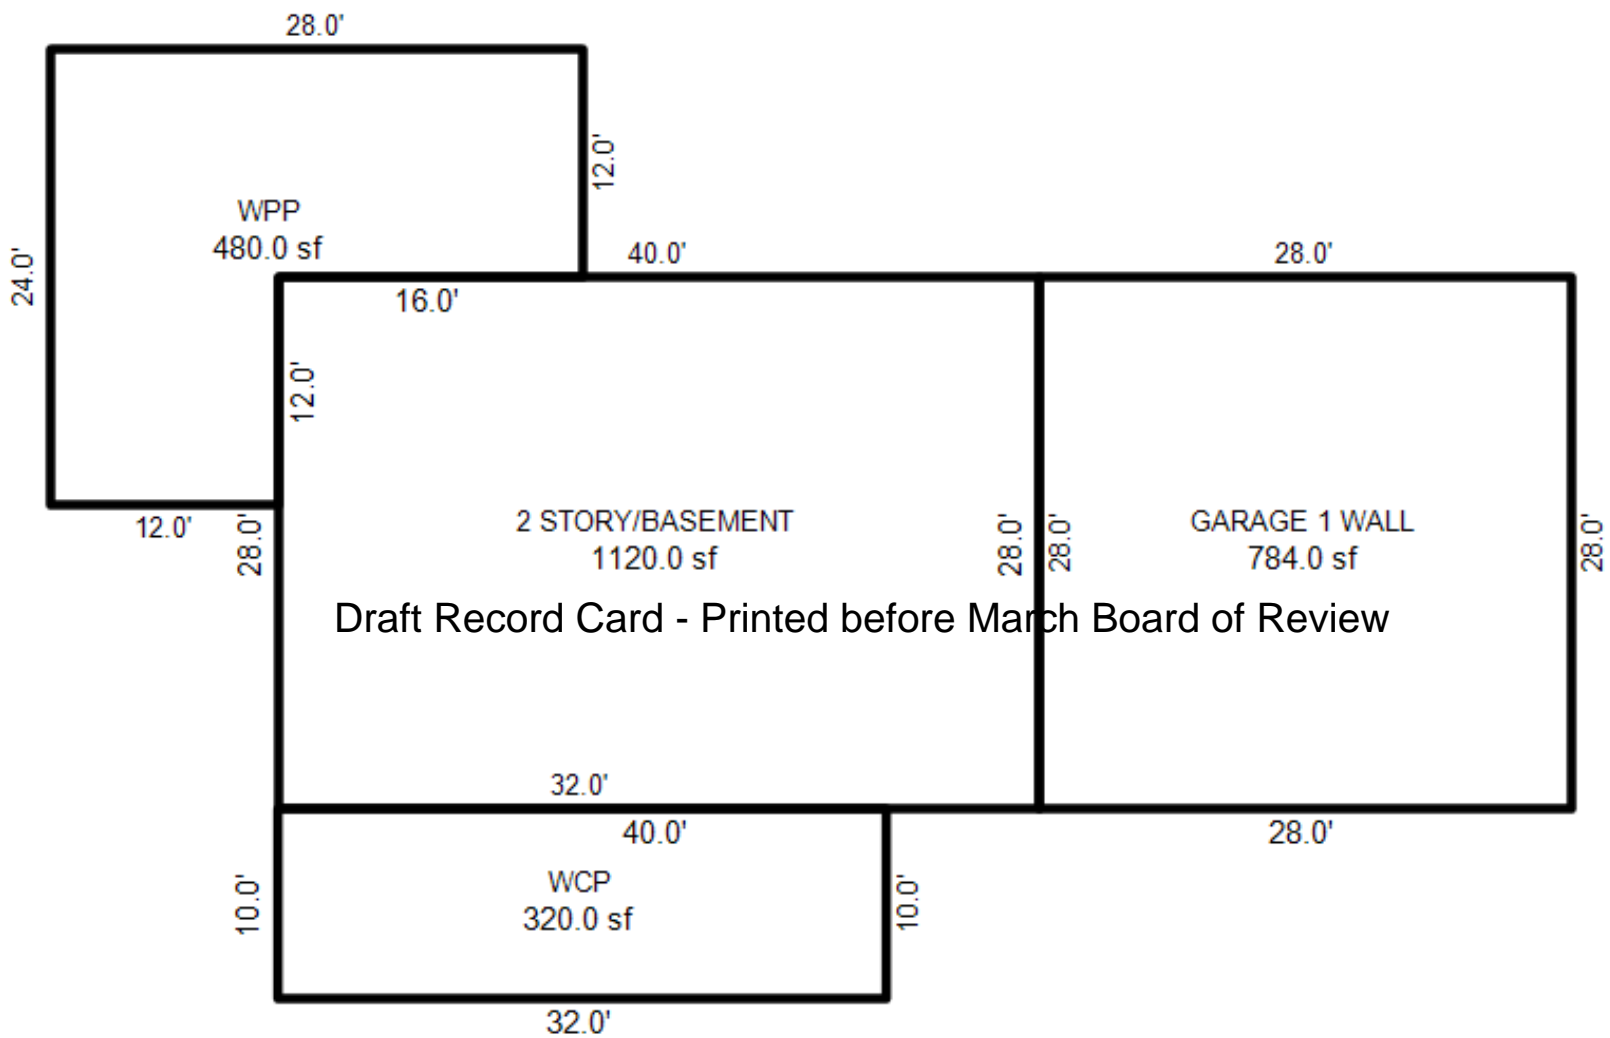 28.0'
12.0'
WPP
480.0 sf
24.0'
40.0'
28.0'
16.0'
12.0'
12.0'
28.0'
2 STORY/BASEMENT
1120.0 sf
28.0'
28.0'
GARAGE 1 WALL
784.0 sf
28.0'
Draft Record Card - Printed before March Board of Review
32.0'
40.0'
28.0'
10.0'
WCP
320.0 sf
10.0'
32.0'